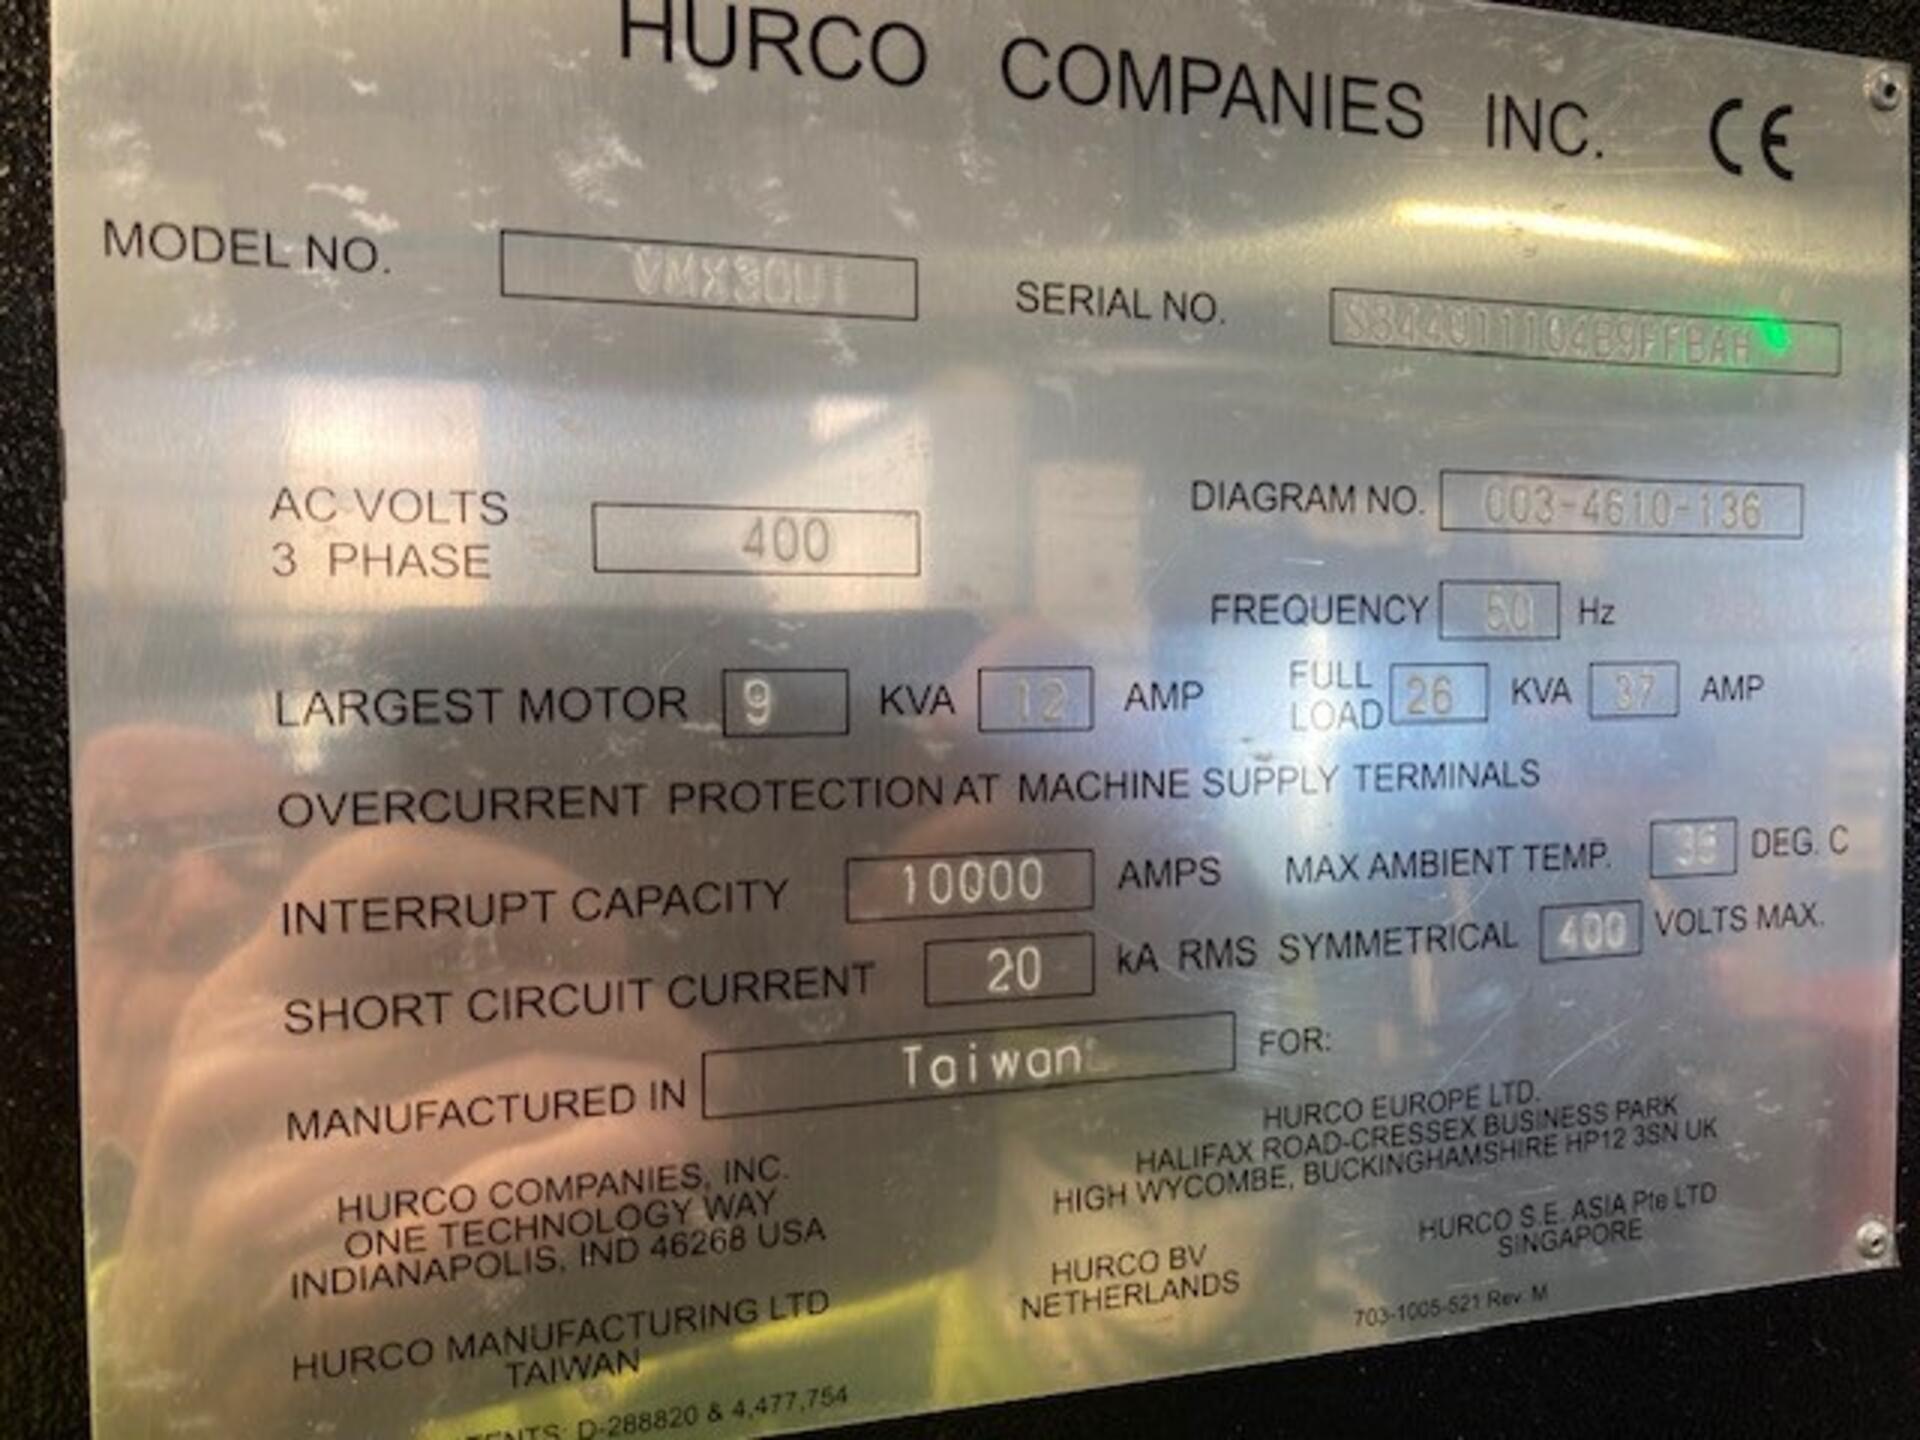 HURCO COMPANIES INC. CE
MODEL NO. VMX30Ui SERIAL NO.
AC VOLTS 3 PHASE 400 DIAGRAM NO. 003-4610-136
FREQUENCY 50 Hz
LARGEST MOTOR 9 KVA 12 AMP FULL LOAD 26 KVA 37 AMP
OVERCURRENT PROTECTION AT MACHINE SUPPLY TERMINALS
INTERRUPT CAPACITY 10000 AMPS MAX AMBIENT TEMP. DEG. C
SHORT CIRCUIT CURRENT 20 kA RMS SYMMETRICAL 400 VOLTS MAX.
MANUFACTURED IN Taiwan FOR:
HURCO COMPANIES, INC.
ONE TECHNOLOGY WAY
INDIANAPOLIS, IND 46268 USA
HURCO EUROPE LTD.
HALIFAX ROAD-CRESSEX BUSINESS PARK
HIGH WYCOMBE, BUCKINGHAMSHIRE HP12 3SN UK
HURCO MANUFACTURING LTD
TAIWAN
HURCO BV
NETHERLANDS
HURCO S.E. ASIA Pte LTD
SINGAPORE
703-1005-521 Rev. M
D-288820 & 4,477,754